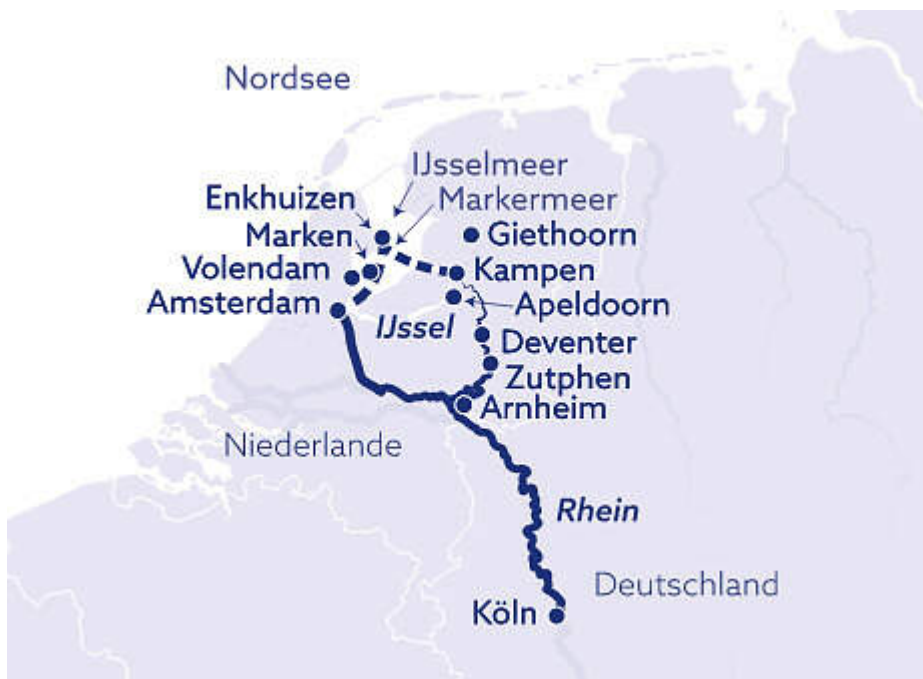 Nordsee
IJsselmeer
Enkhuizen
Markermeer
Marken
Giethoorn
Volendam
Kampen
Amsterdam
Apeldoorn
IJssel
Deventer
Zutphen
Arnheim
Niederlande
Rhein
Deutschland
Köln